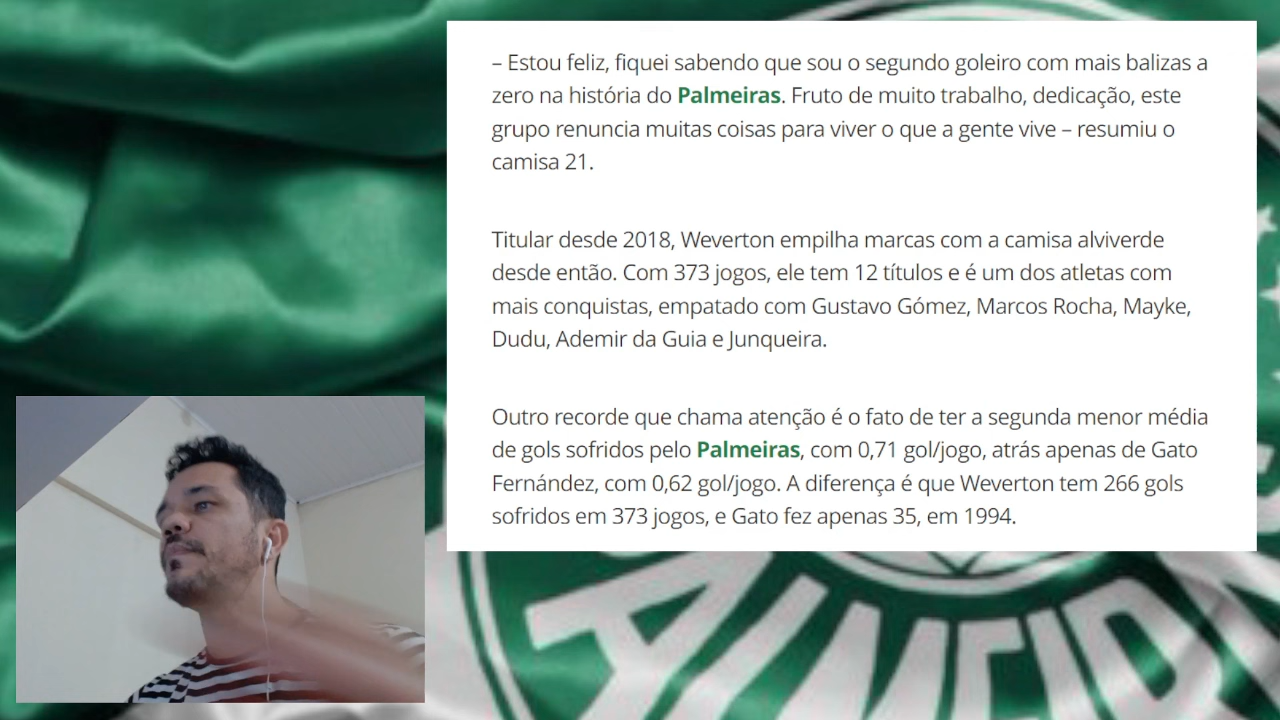 – Estou feliz, fiquei sabendo que sou o segundo goleiro com mais balizas a
zero na história do Palmeiras. Fruto de muito trabalho, dedicação, este
grupo renuncia muitas coisas para viver o que a gente vive – resumiu o
camisa 21.
Titular desde 2018, Weverton empilha marcas com a camisa alviverde
desde então. Com 373 jogos, ele tem 12 títulos e é um dos atletas com
mais conquistas, empatado com Gustavo Gómez, Marcos Rocha, Mayke,
Dudu, Ademir da Guia e Junqueira.
Outro recorde que chama atenção é o fato de ter a segunda menor média
de gols sofridos pelo Palmeiras, com 0,71 gol/jogo, atrás apenas de Gato
Fernández, com 0,62 gol/jogo. A diferença é que Weverton tem 266 gols
sofridos em 373 jogos, e Gato fez apenas 35, em 1994.